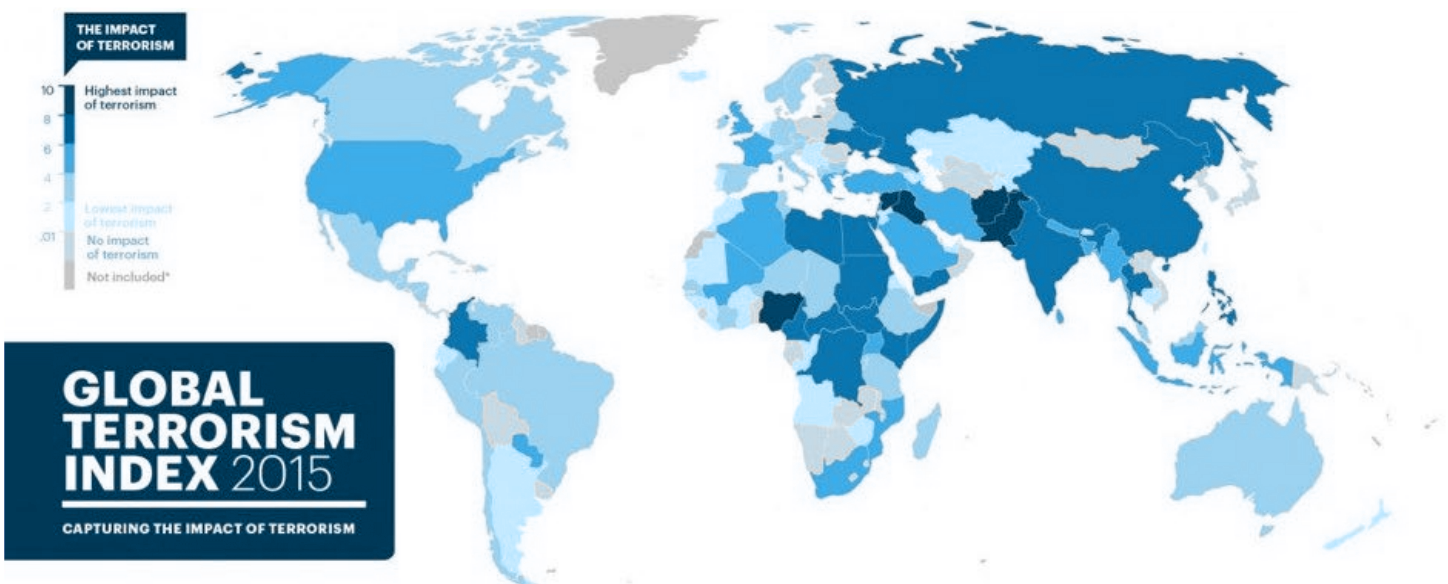 THE IMPACT
OF TERRORISM
10
Highest impact
of terrorism
8
6
4
2
Lowest impact
of terrorism
.01
No impact
of terrorism
Not included*
GLOBAL
TERRORISM
INDEX 2015
CAPTURING THE IMPACT OF TERRORISM